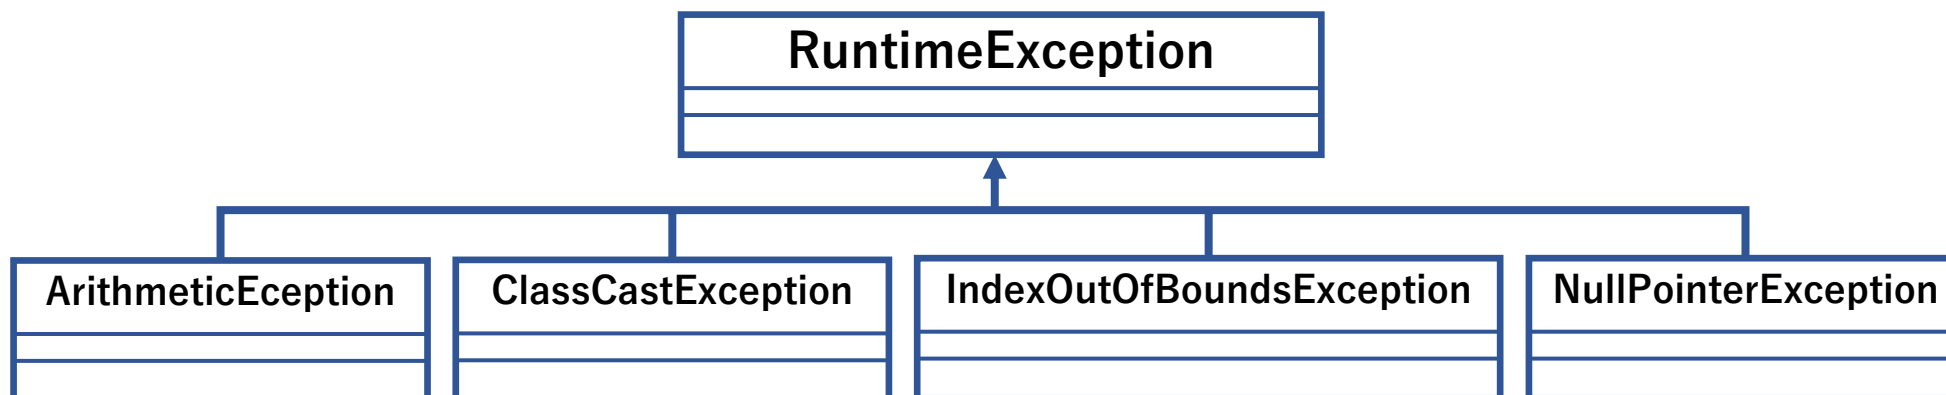 RuntimeException
ArithmeticEception
ClassCastException
IndexOutOfBoundsException
NullPointerException